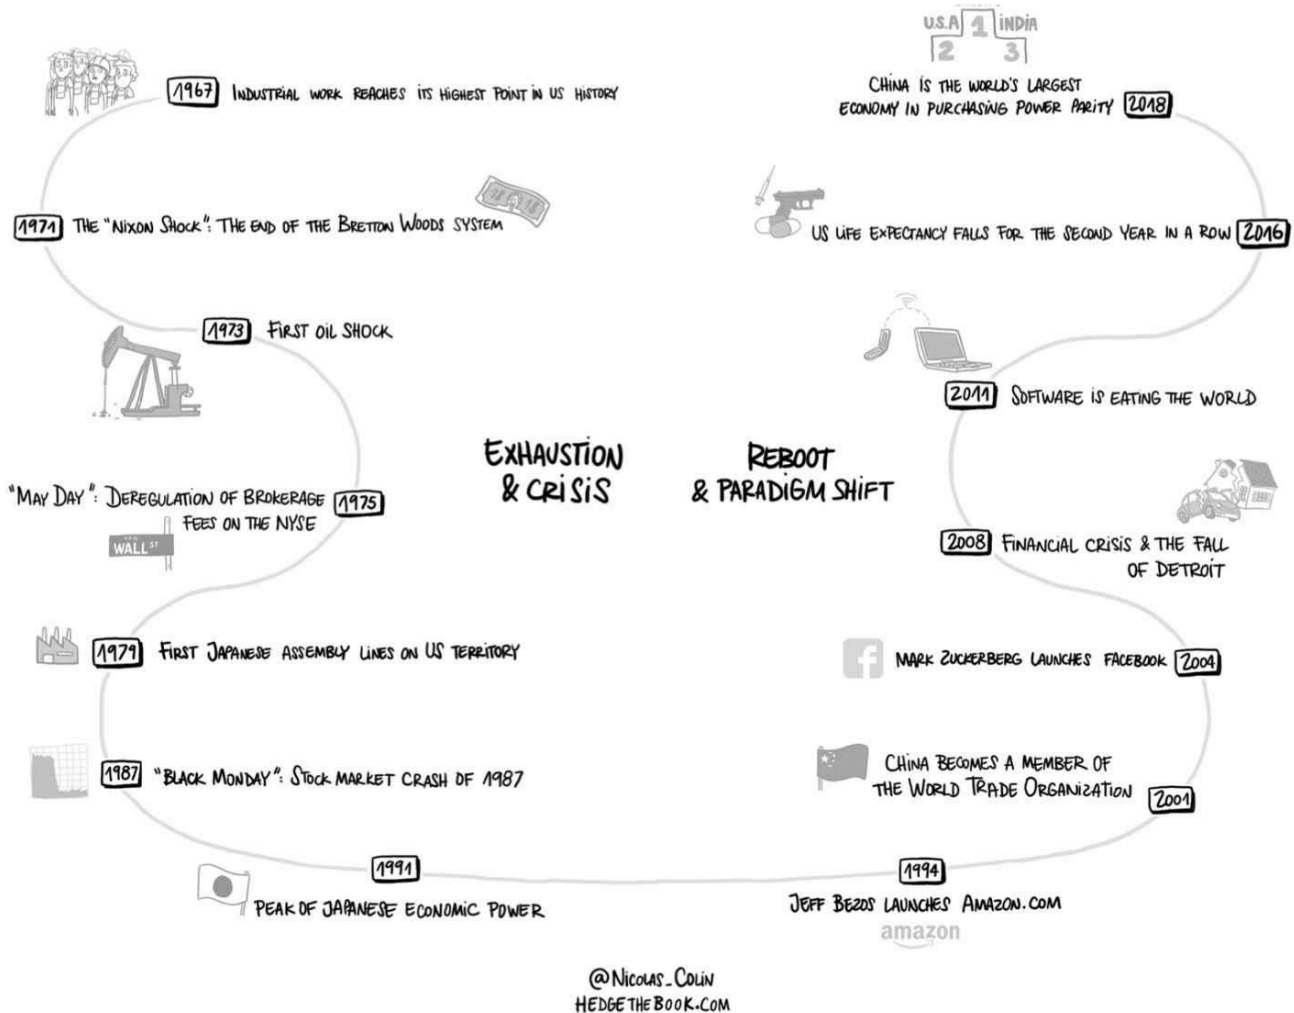 1967 INDUSTRIAL WORK REACHES ITS HIGHEST POINT IN US HISTORY
1971 THE "NIXON SHOCK": THE END OF THE BRETTON WOODS SYSTEM
1973 FIRST OIL SHOCK
"MAY DAY": DEREGULATION OF BROKERAGE 1975
FEES ON THE NYSE
WALL ST
1979 FIRST JAPANESE ASSEMBLY LINES ON US TERRITORY
1987 "BLACK MONDAY": STOCK MARKET CRASH OF 1987
1991
PEAK OF JAPANESE ECONOMIC POWER
EXHAUSTION
& CRISIS
REBOOT
& PARADIGM SHIFT
1994
JEFF BEZOS LAUNCHES AMAZON.COM
amazon
CHINA BECOMES A MEMBER OF
THE WORLD TRADE ORGANIZATION 2001
MARK ZUCKERBERG LAUNCHES FACEBOOK 2004
f
2008 FINANCIAL CRISIS & THE FALL
OF DETROIT
2011 SOFTWARE IS EATING THE WORLD
US LIFE EXPECTANCY FALLS FOR THE SECOND YEAR IN A ROW 2016
U.S.A 1 INDIA
2 3
CHINA IS THE WORLD'S LARGEST
ECONOMY IN PURCHASING POWER PARITY 2018
@NICOLAS_COLIN
HEDGETHEBOOK.COM